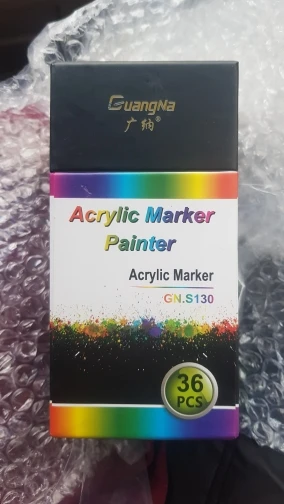 GuangNa
广纳®
Acrylic Marker
Painter
Acrylic Marker
GN.S130
36
PCS